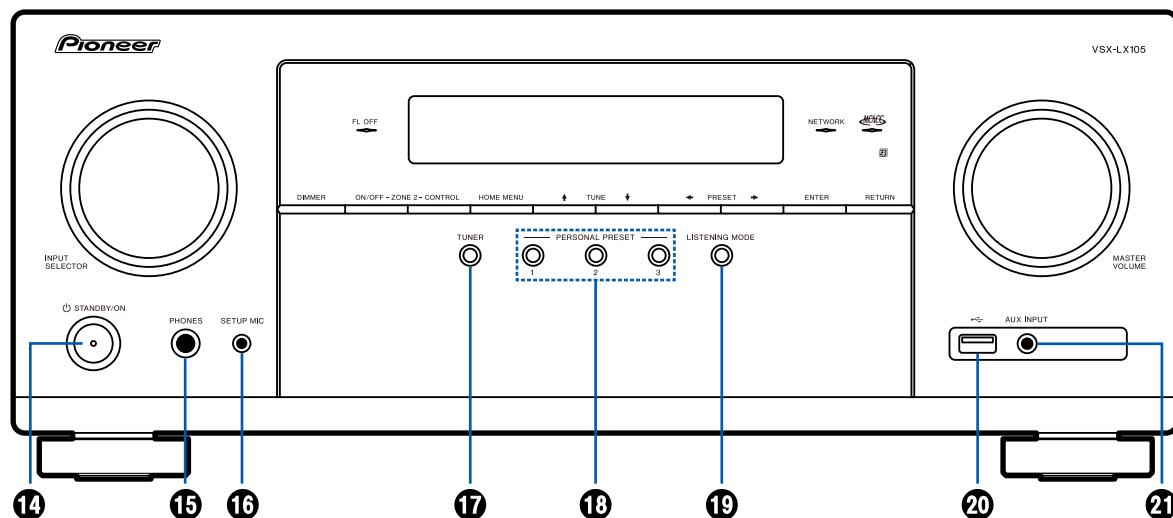 Pioneer
VSX-LX105
FL OFF
NETWORK
MCACC
DIMMER
ON/OFF - ZONE 2 - CONTROL
HOME MENU
TUNE
PRESET
ENTER
RETURN
INPUT
SELECTOR
TUNER
PERSONAL PRESET
LISTENING MODE
1 2 3
MASTER
VOLUME
STANDBY/ON
PHONES
SETUP MIC
AUX INPUT
14 15 16 17 18 19 20 21